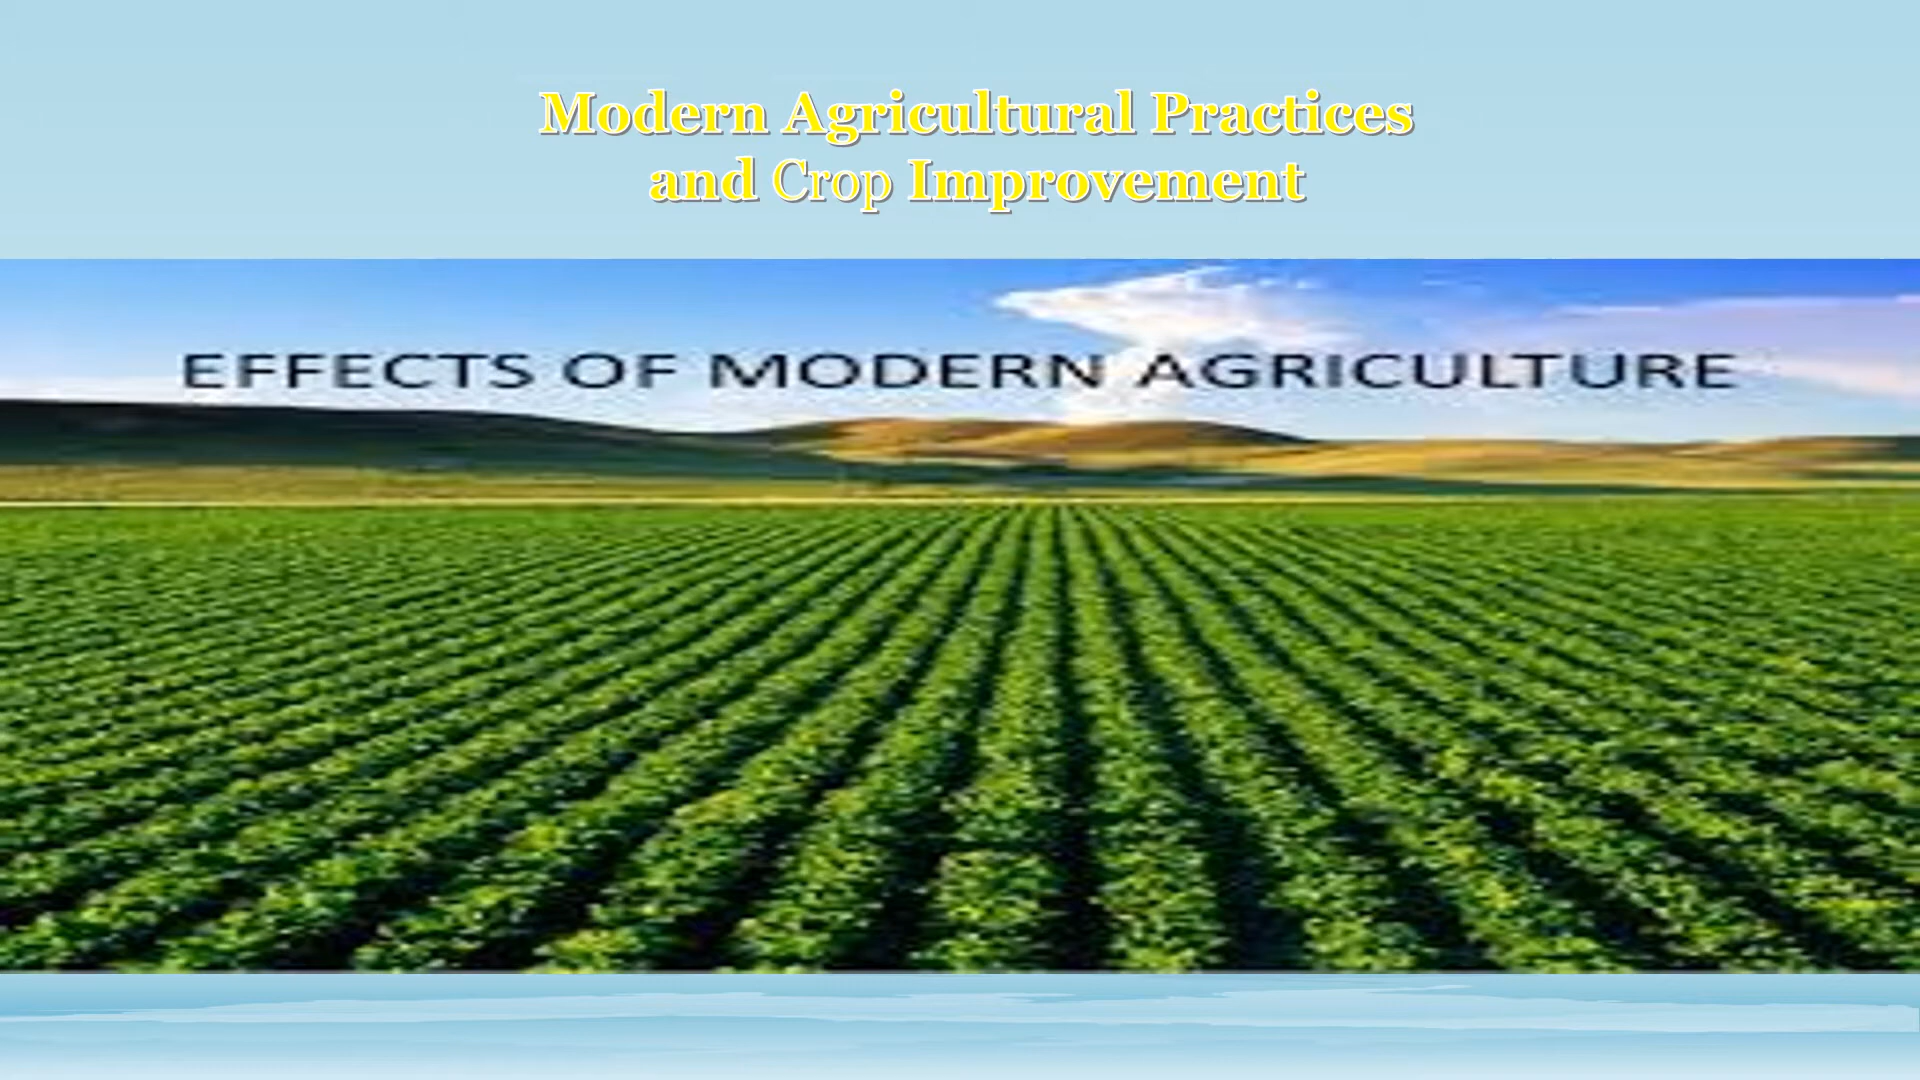 Modern Agricultural Practices
and Crop Improvement
EFFECTS OF MODERN AGRICULTURE